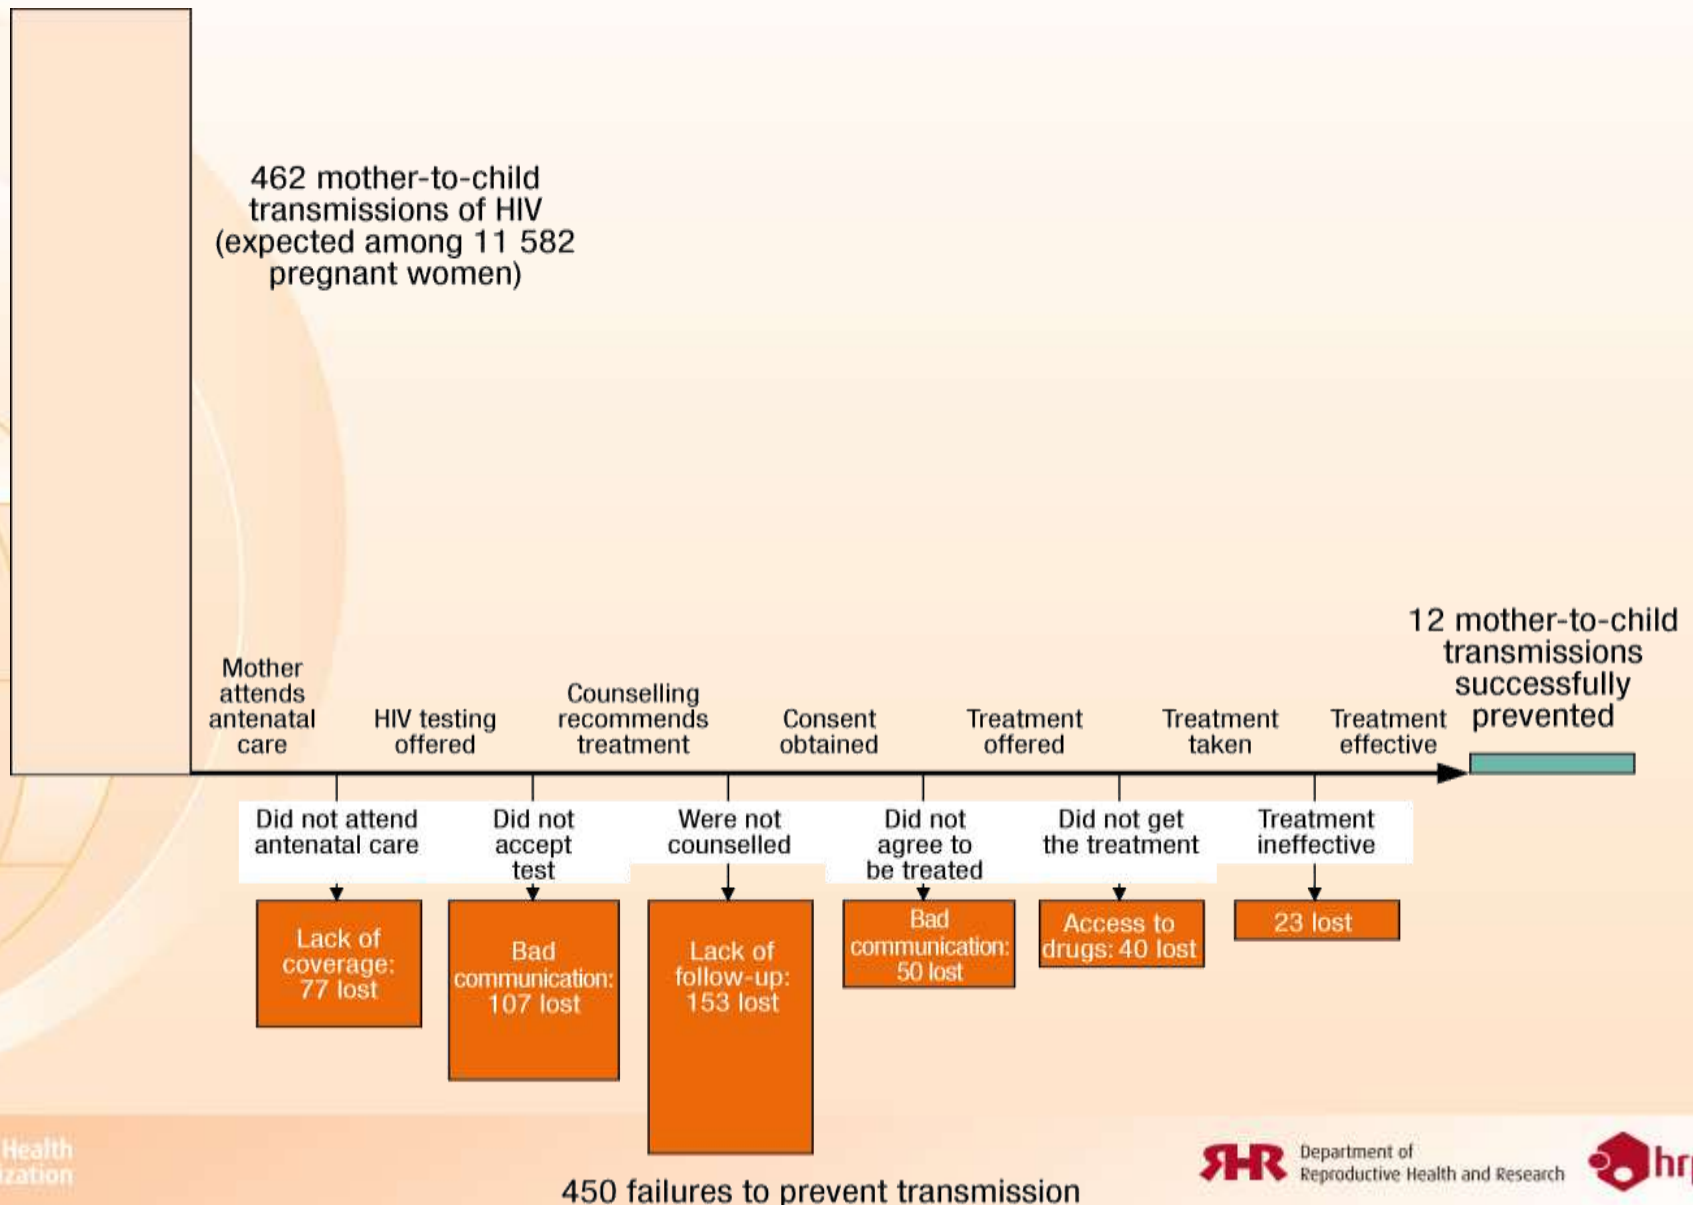 462 mother-to-child
transmissions of HIV
(expected among 11 582
pregnant women)
12 mother-to-child
transmissions
successfully
prevented
Mother
attends
antenatal
care
HIV testing
offered
Counselling
recommends
treatment
Consent
obtained
Treatment
offered
Treatment
taken
Treatment
effective
Did not attend
antenatal care
Did not
accept
test
Were not
counselled
Did not
agree to
be treated
Did not get
the treatment
Treatment
ineffective
Lack of
coverage:
77 lost
Bad
communication:
107 lost
Lack of
follow-up:
153 lost
Bad
communication:
50 lost
Access to
drugs: 40 lost
23 lost
450 failures to prevent transmission
Health
RHR
Department of
Reproductive Health and Research